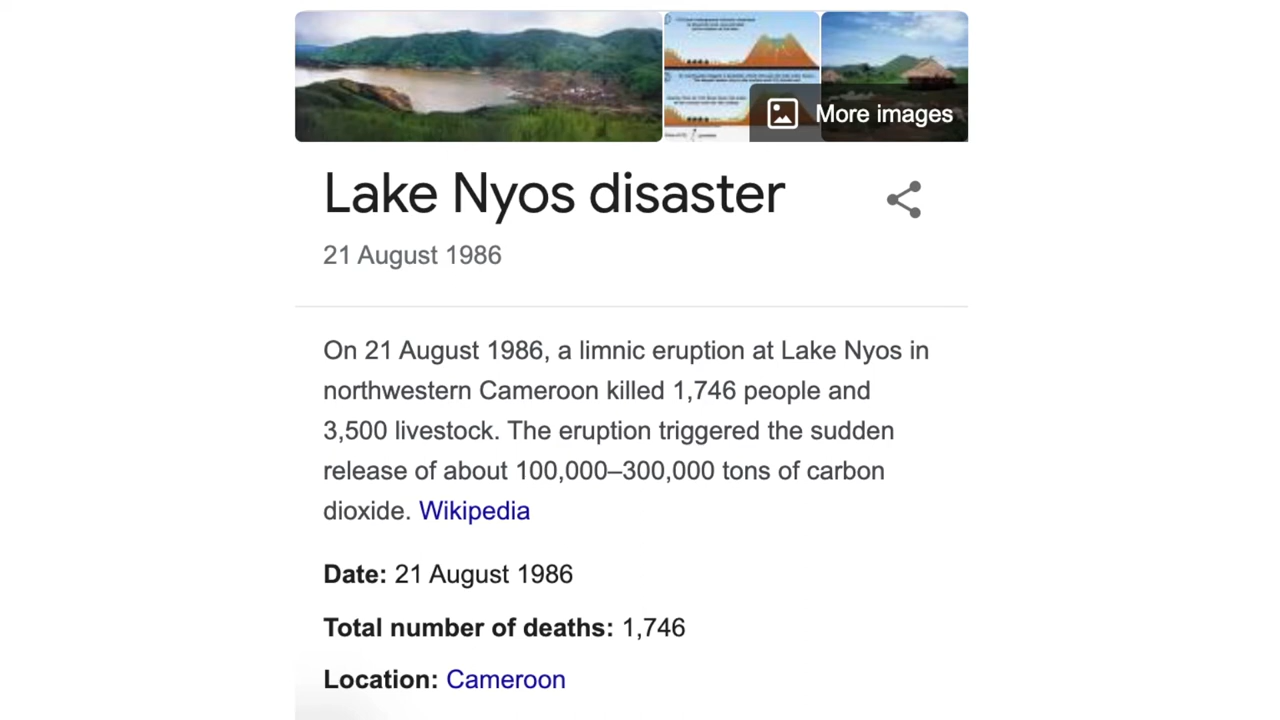 More images
Lake Nyos disaster
21 August 1986
On 21 August 1986, a limnic eruption at Lake Nyos in
northwestern Cameroon killed 1,746 people and
3,500 livestock. The eruption triggered the sudden
release of about 100,000–300,000 tons of carbon
dioxide. Wikipedia
Date: 21 August 1986
Total number of deaths: 1,746
Location: Cameroon